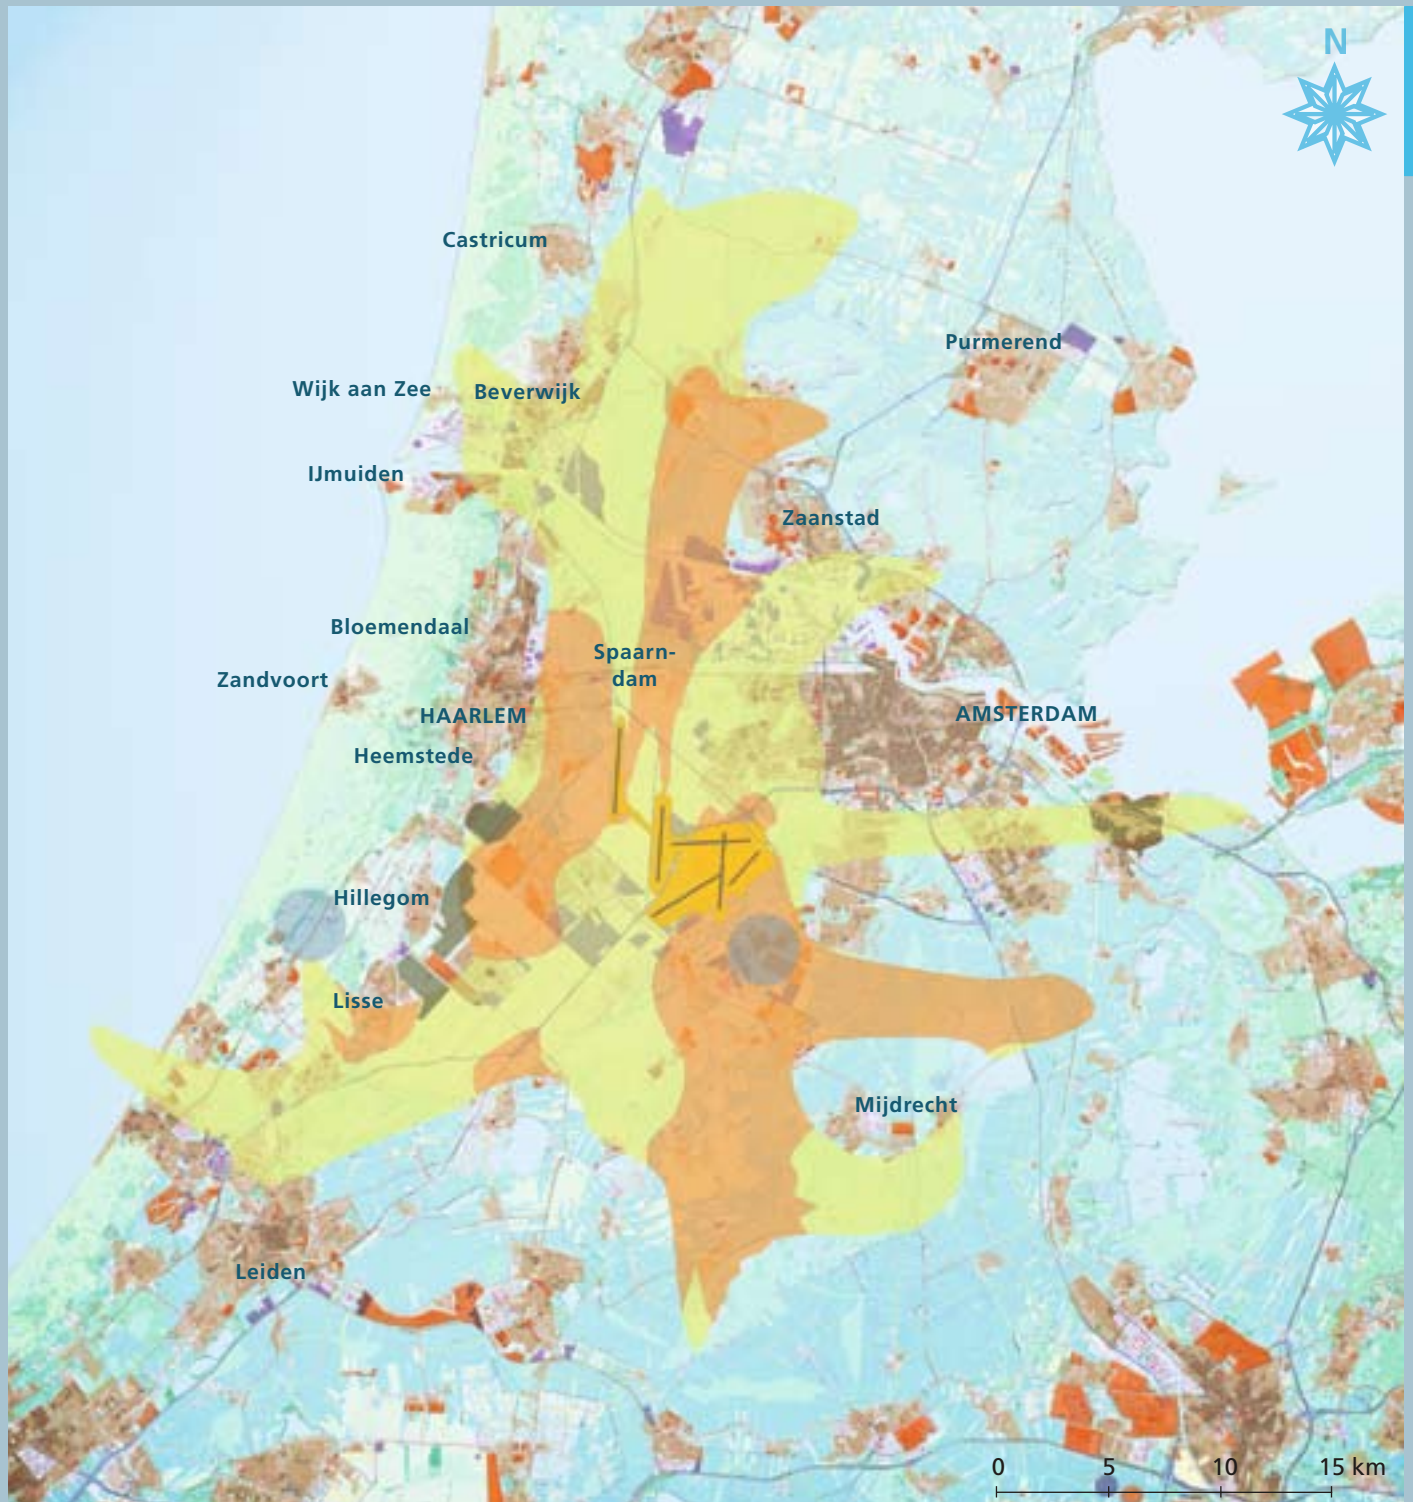 N
Castricum
Purmerend
Wijk aan Zee
Beverwijk
IJmuiden
Zaanstad
Bloemendaal
Spaarn-
dam
Zandvoort
HAARLEM
AMSTERDAM
Heemstede
Hillegom
Lisse
Mijdrecht
Leiden
0 5 10 15 km